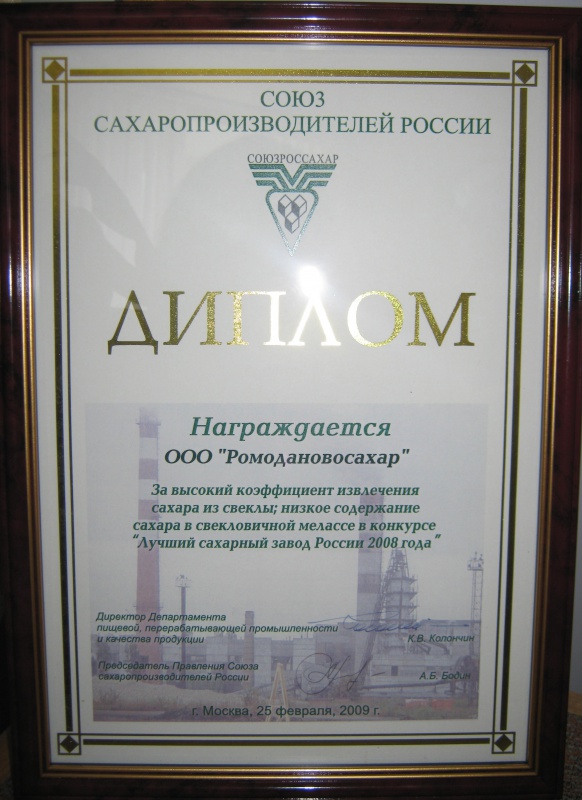 СОЮЗ
САХАРОПРОИЗВОДИТЕЛЕЙ РОССИИ
СОЮЗРОССАХАР
ДИПЛОМ
Награждается
ООО "Ромодановосахар"
За высокий коэффициент извлечения
сахара из свеклы; низкое содержание
сахара в свекловичной мелассе в конкурсе
“Лучший сахарный завод России 2008 года”
Директор Департамента
пищевой, перерабатывающей промышленности
и качества продукции
К.В. Колончин
Председатель Правления Союза
сахаропроизводителей России
А.Б. Бодин
г. Москва, 25 февраля, 2009 г.